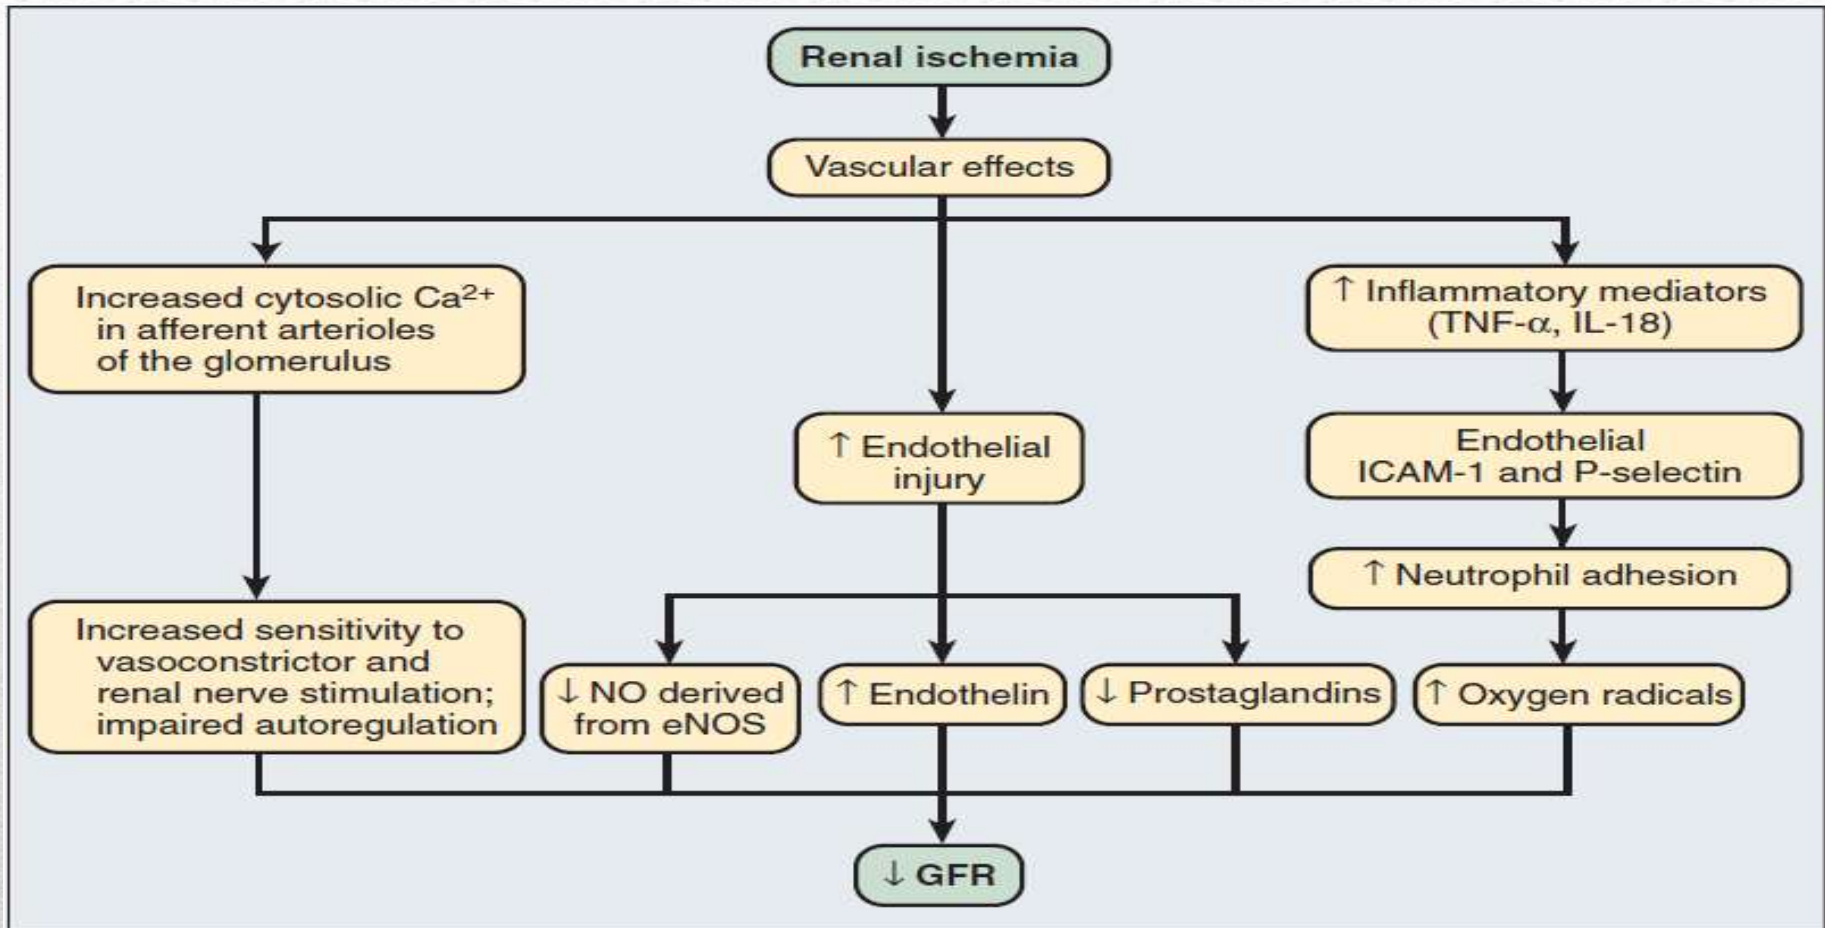 Renal ischemia
Vascular effects
Increased cytosolic Ca²⁺
in afferent arterioles
of the glomerulus
↑ Inflammatory mediators
(TNF-α, IL-18)
↑ Endothelial
injury
Endothelial
ICAM-1 and P-selectin
↑ Neutrophil adhesion
Increased sensitivity to
vasoconstrictor and
renal nerve stimulation;
impaired autoregulation
↓ NO derived
from eNOS
↑ Endothelin
↓ Prostaglandins
↑ Oxygen radicals
↓ GFR